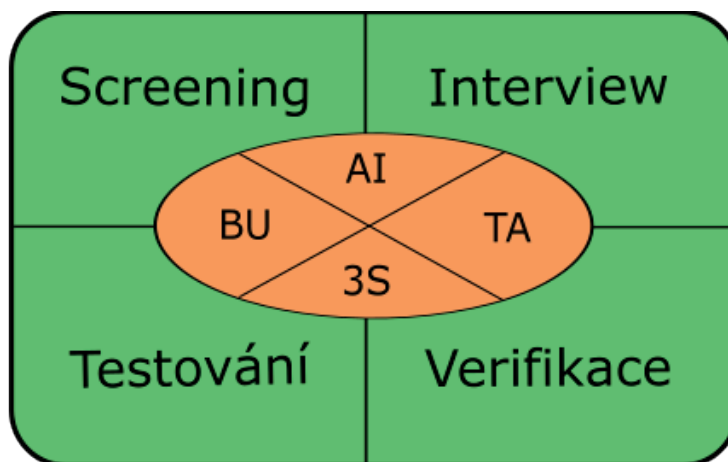 Screening
Interview
AI
BU
TA
3S
Testování
Verifikace